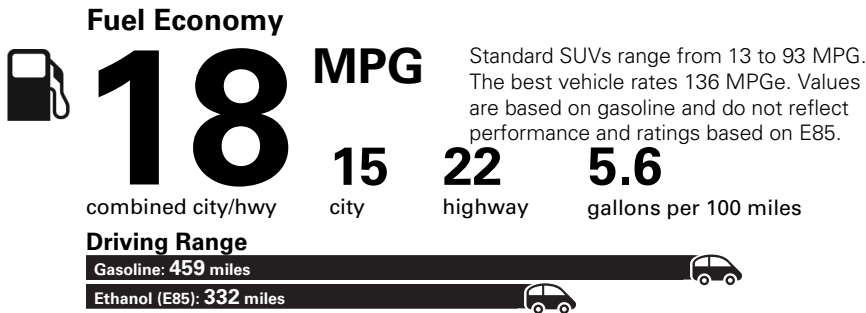 Fuel Economy
18 MPG
combined city/hwy
Standard SUVs range from 13 to 93 MPG.
The best vehicle rates 136 MPGe. Values
are based on gasoline and do not reflect
performance and ratings based on E85.
15
city
22
highway
5.6
gallons per 100 miles
Driving Range
Gasoline: 459 miles
Ethanol (E85): 332 miles